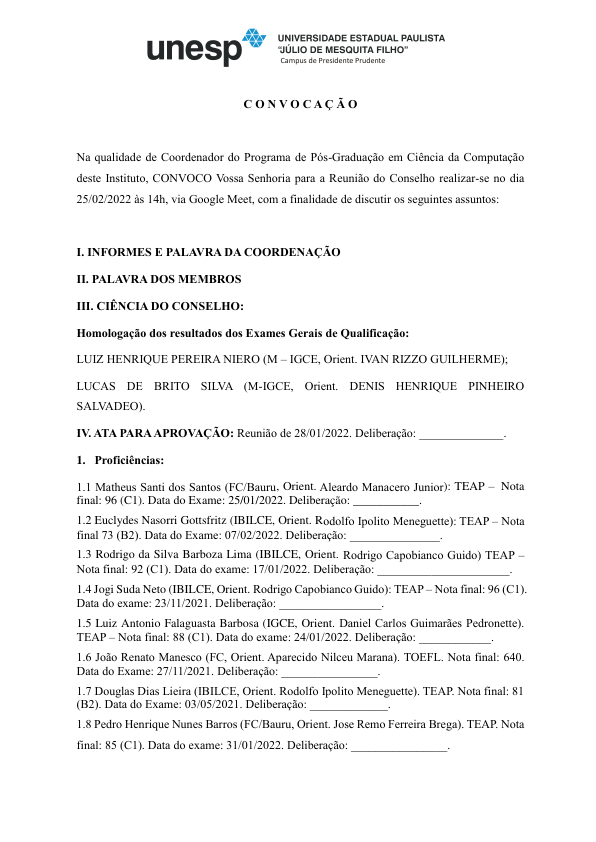 unesp
UNIVERSIDADE ESTADUAL PAULISTA
"JÚLIO DE MESQUITA FILHO"
Campus de Presidente Prudente
C O N V O C A Ç Ã O
Na qualidade de Coordenador do Programa de Pós-Graduação em Ciência da Computação
deste Instituto, CONVOCO Vossa Senhoria para a Reunião do Conselho realizar-se no dia
25/02/2022 às 14h, via Google Meet, com a finalidade de discutir os seguintes assuntos:
I. INFORMES E PALAVRA DA COORDENAÇÃO
II. PALAVRA DOS MEMBROS
III. CIÊNCIA DO CONSELHO:
Homologação dos resultados dos Exames Gerais de Qualificação:
LUIZ HENRIQUE PEREIRA NIERO (M – IGCE, Orient. IVAN RIZZO GUILHERME);
LUCAS DE BRITO SILVA (M-IGCE, Orient. DENIS HENRIQUE PINHEIRO
SALVADEO).
IV. ATA PARA APROVAÇÃO: Reunião de 28/01/2022. Deliberação: ______________.
1. Proficiências:
1.1 Matheus Santi dos Santos (FC/Bauru, Orient. Aleardo Manacero Junior): TEAP – Nota
final: 96 (C1). Data do Exame: 25/01/2022. Deliberação: ___________.
1.2 Euclydes Nasorri Gottsfritz (IBILCE, Orient. Rodolfo Ipolito Meneguette): TEAP – Nota
final 73 (B2). Data do Exame: 07/02/2022. Deliberação: _______________.
1.3 Rodrigo da Silva Barboza Lima (IBILCE, Orient. Rodrigo Capobianco Guido) TEAP –
Nota final: 92 (C1). Data do exame: 17/01/2022. Deliberação: ______________________.
1.4 Jogi Suda Neto (IBILCE, Orient. Rodrigo Capobianco Guido): TEAP – Nota final: 96 (C1).
Data do exame: 23/11/2021. Deliberação: _________________.
1.5 Luiz Antonio Falaguasta Barbosa (IGCE, Orient. Daniel Carlos Guimarães Pedronette).
TEAP – Nota final: 88 (C1). Data do exame: 24/01/2022. Deliberação: ____________.
1.6 João Renato Manesco (FC, Orient. Aparecido Nilceu Marana). TOEFL. Nota final: 640.
Data do exame: 27/11/2021. Deliberação: ________________.
1.7 Douglas Dias Lieira (IBILCE, Orient. Rodolfo Ipolito Meneguette). TEAP. Nota final: 81
(B2). Data do Exame: 03/05/2021. Deliberação: _____________.
1.8 Pedro Henrique Nunes Barros (FC/Bauru, Orient. Jose Remo Ferreira Brega). TEAP. Nota
final: 85 (C1). Data do exame: 31/01/2022. Deliberação: ________________.